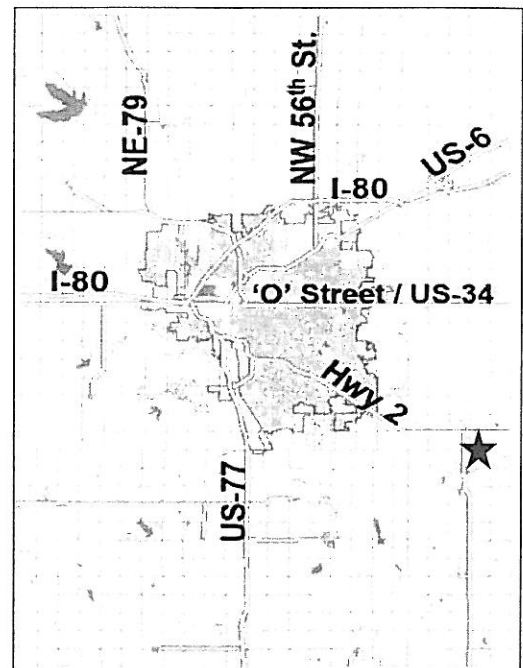 NE-79
NW 56th St.
US-6
I-80
I-80
'O' Street / US-34
Hwy 2
US-77